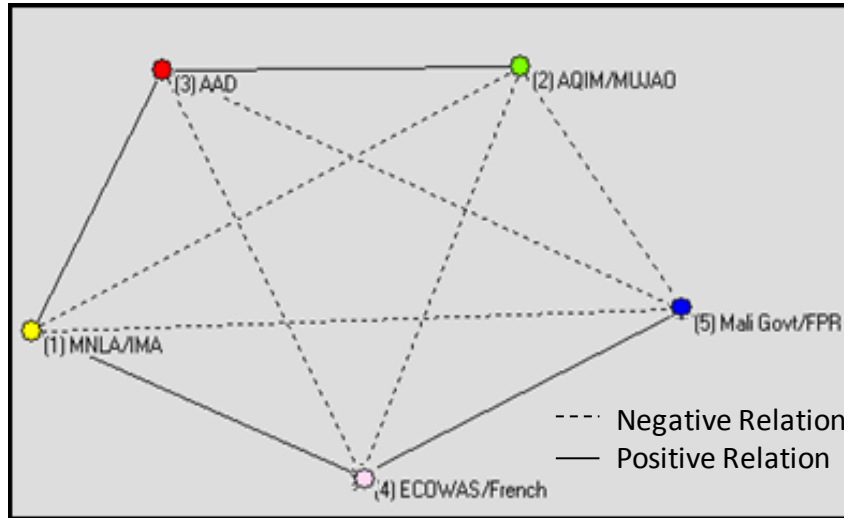 (3) AAD
(2) AQIM/MUJAO
(5) Mali Govt/FPR
(1) MNLA/IMA
Negative Relation
Positive Relation
(4) ECOWAS/French